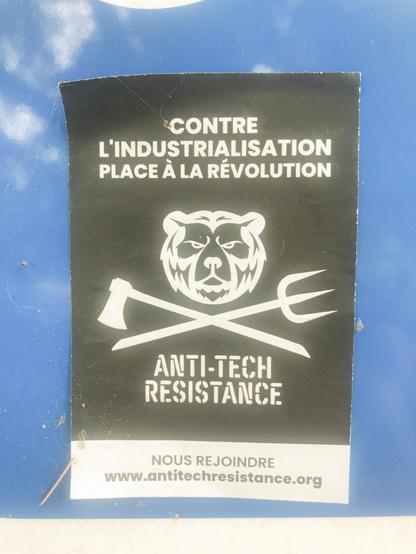 CONTRE
L'INDUSTRIALISATION
PLACE À LA RÉVOLUTION
ANTI-TECH
RESISTANCE
NOUS REJOINDRE
www.antitechresistance.org